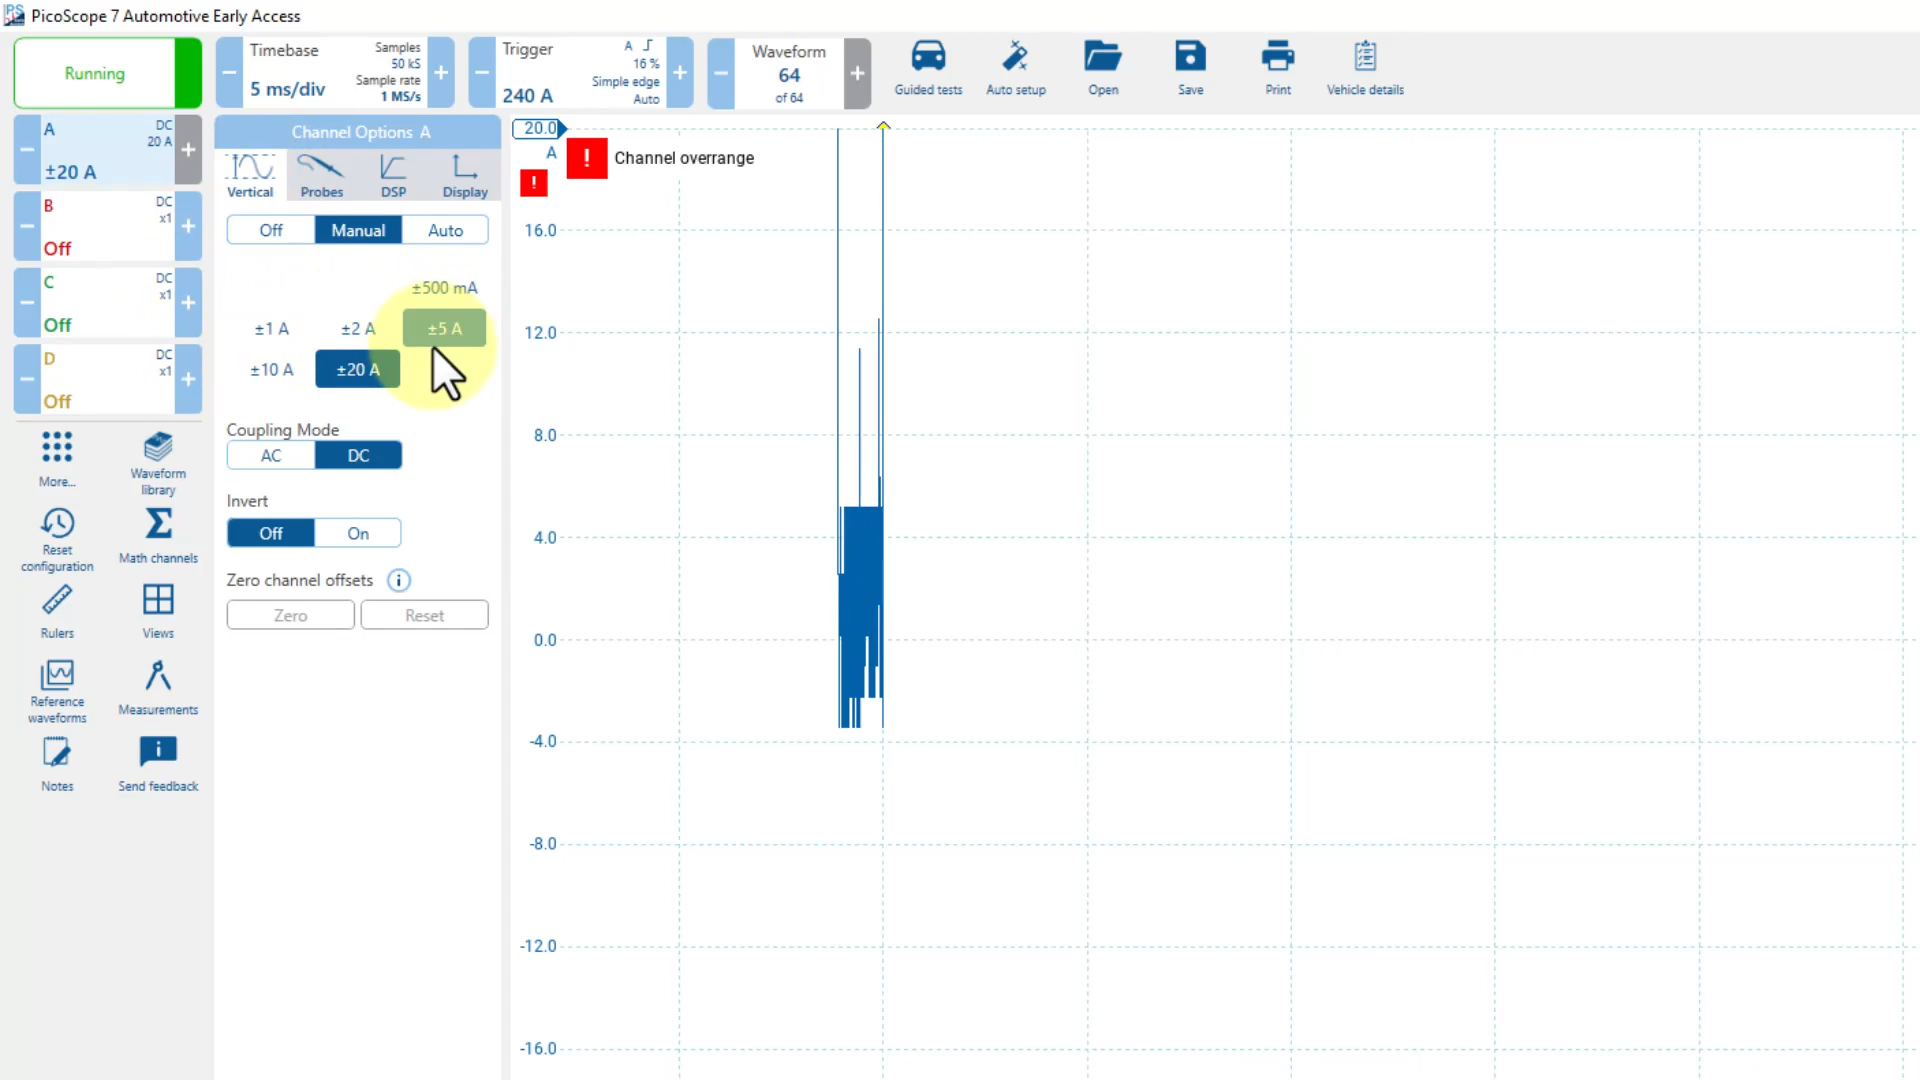 PicoScope 7 Automotive Early Access
Running
Timebase
5 ms/div
Samples
50 kS
Sample rate
1 MS/s
Trigger
240 A
A
16 %
Simple edge
Auto
Waveform
64
of 64
Guided tests
Auto setup
Open
Save
Print
Vehicle details
A
DC
20 A
±20 A
B
DC
x1
Off
C
DC
x1
Off
D
DC
x1
Off
More...
Waveform
library
Reset
configuration
Math channels
Rulers
Views
Reference
waveforms
Measurements
Notes
Send feedback
Channel Options A
Vertical
Probes
DSP
Display
Off
Manual
Auto
±500 mA
±1 A
±2 A
±5 A
±10 A
±20 A
Coupling Mode
AC
DC
Invert
Off
On
Zero channel offsets
Zero
Reset
20.0
A
! Channel overrange
!
16.0
12.0
8.0
4.0
0.0
-4.0
-8.0
-12.0
-16.0